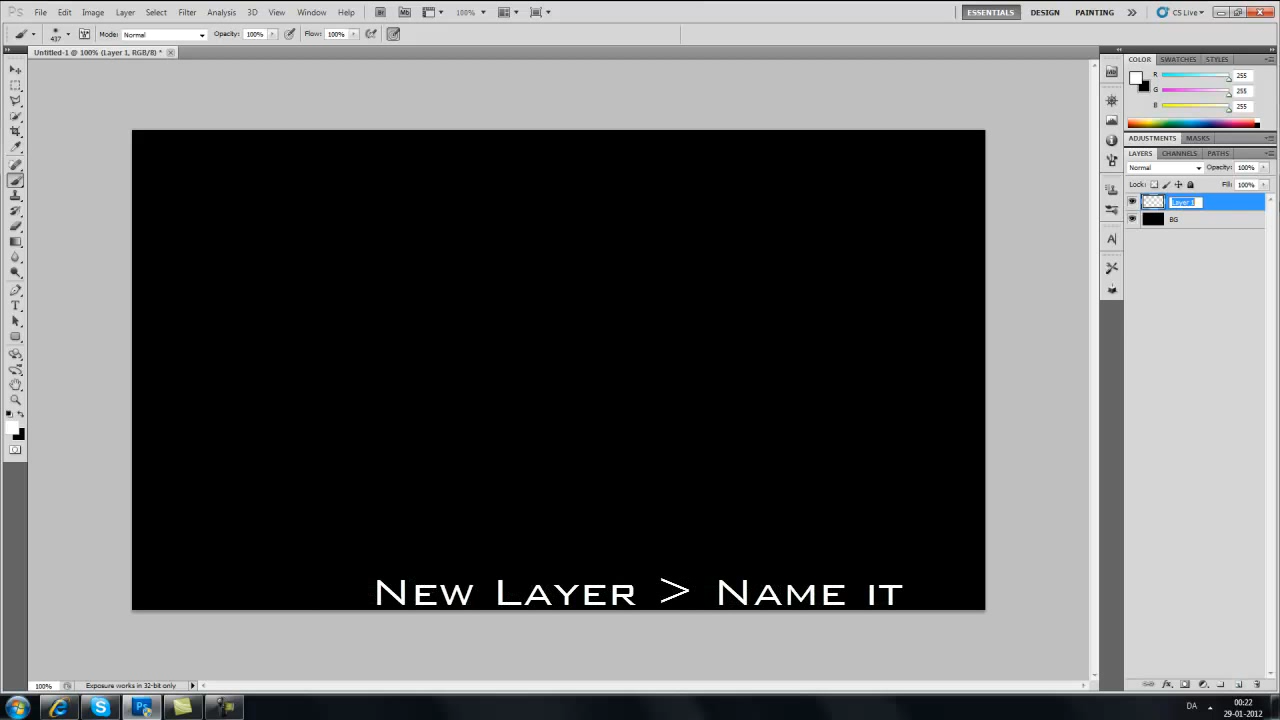 Ps File Edit Image Layer Select Filter Analysis 3D View Window Help Br Mb 100% ESSENTIALS DESIGN PAINTING CS Live
437 Mode: Normal Opacity: 100% Flow: 100%
Untitled-1 @ 100% (Layer 1, RGB/8) *
COLOR SWATCHES STYLES
R 255
G 255
B 255
ADJUSTMENTS MASKS
LAYERS CHANNELS PATHS
Normal Opacity: 100%
Lock: Fill: 100%
Layer 1
BG
New Layer > Name it
100% Exposure works in 32-bit only
DA 00:22
29-01-2012